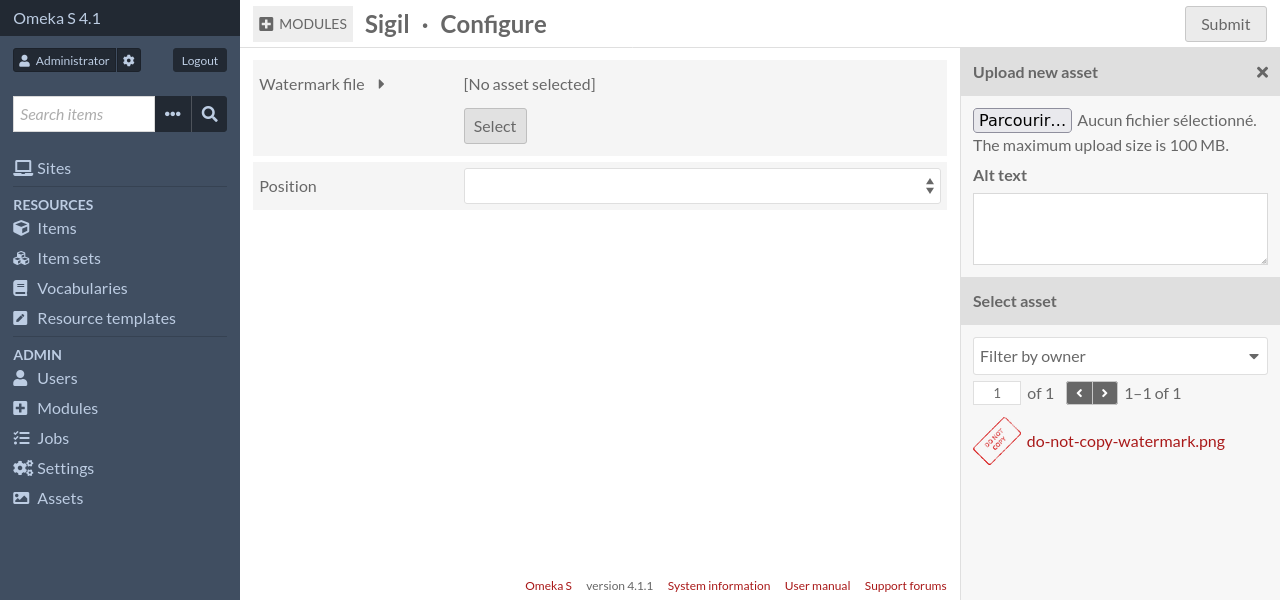 Omeka S 4.1
Administrator
Logout
Search items
Sites
RESOURCES
Items
Item sets
Vocabularies
Resource templates
ADMIN
Users
Modules
Jobs
Settings
Assets
MODULES
Sigil · Configure
Submit
Watermark file
[No asset selected]
Select
Position
Upload new asset
Parcourir… Aucun fichier sélectionné.
The maximum upload size is 100 MB.
Alt text
Select asset
Filter by owner
1 of 1 1–1 of 1
DO NOT
COPY
do-not-copy-watermark.png
Omeka S version 4.1.1 System information User manual Support forums